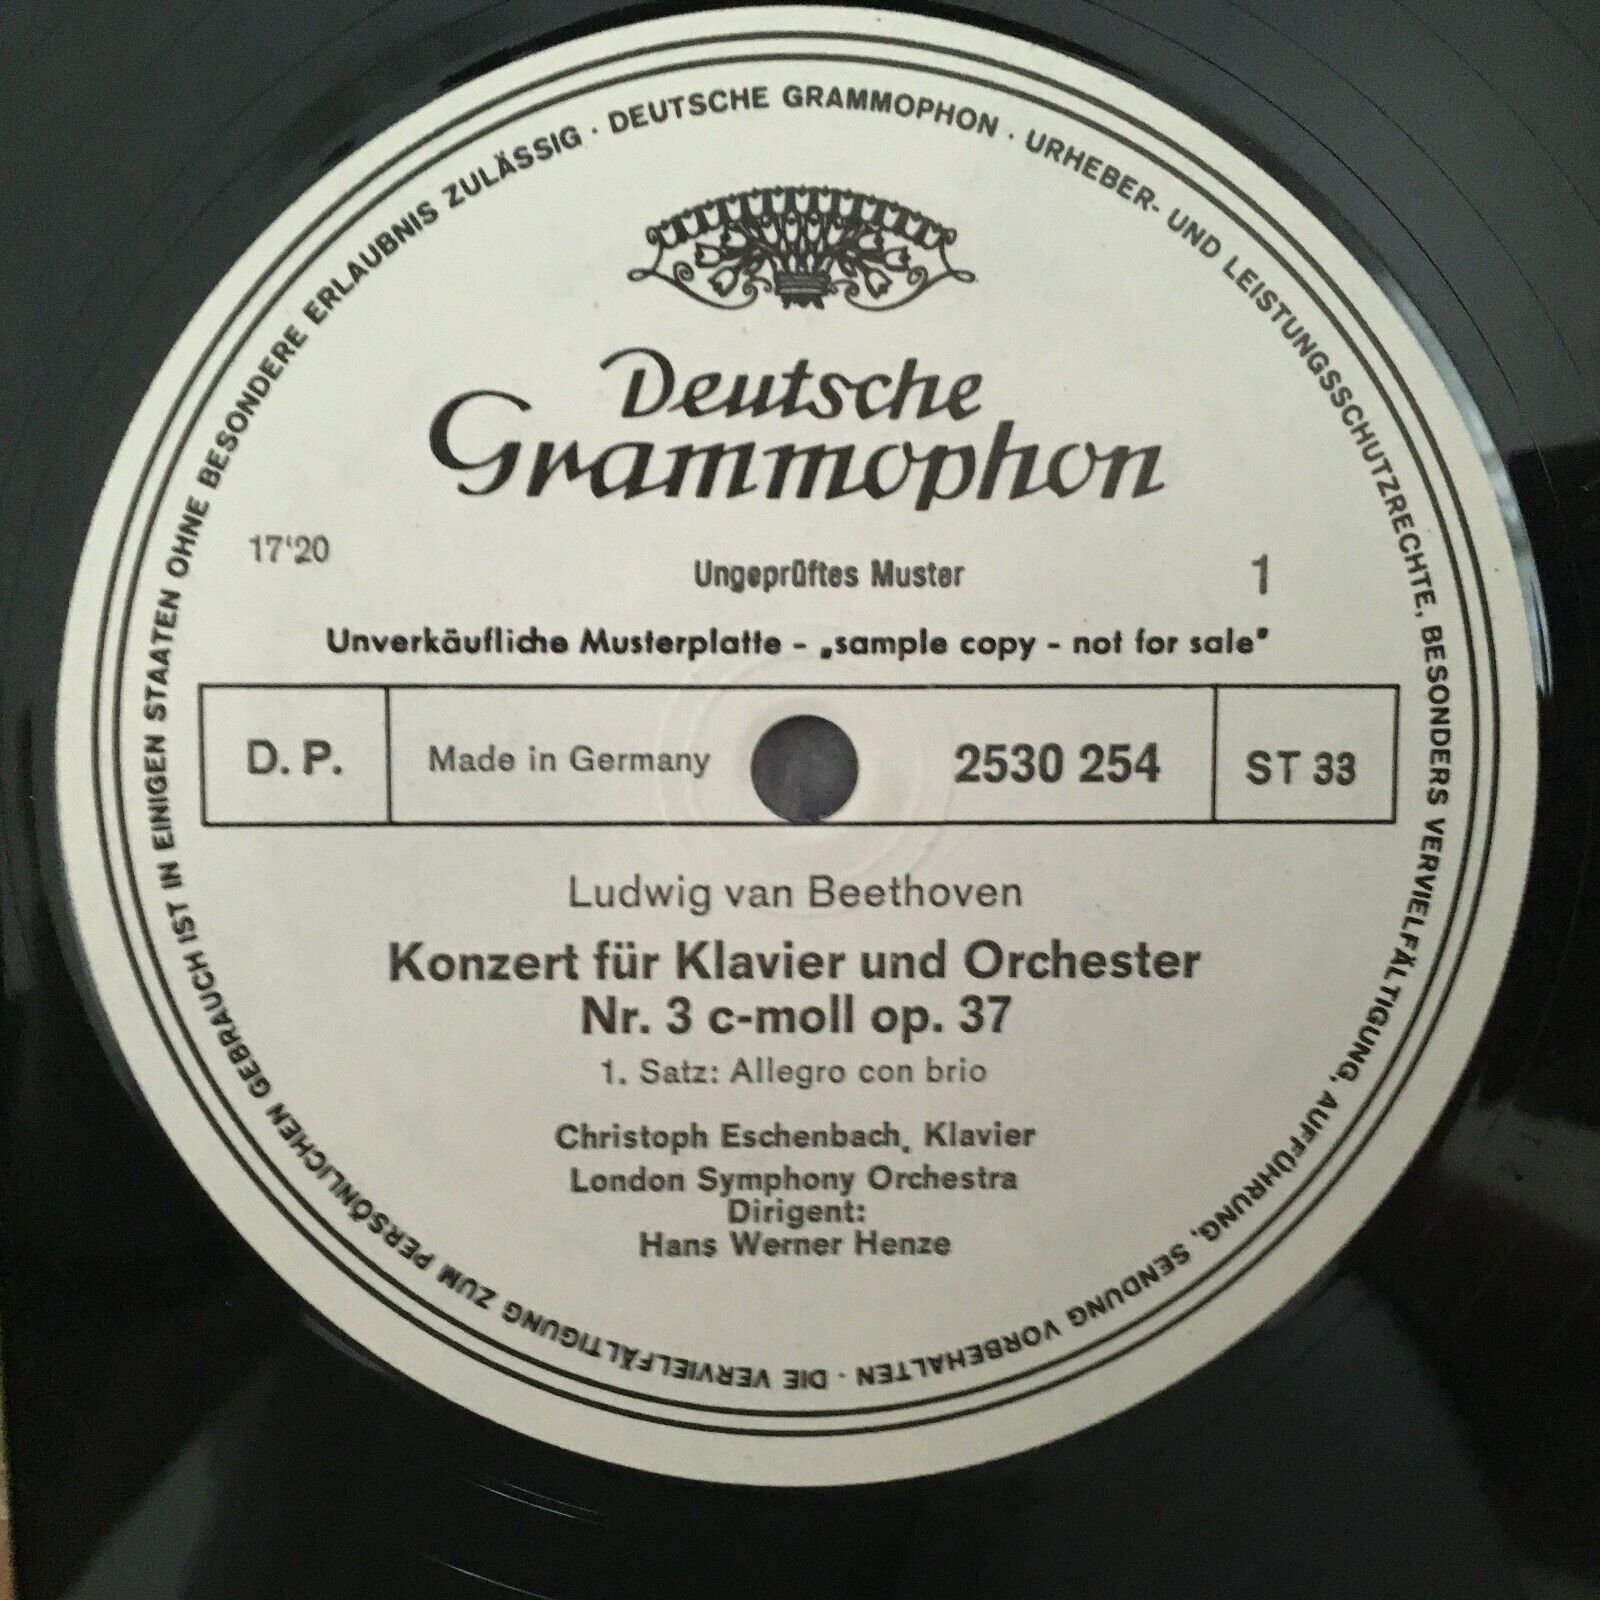 DEUTSCHE GRAMMOPHON · URHEBER- UND LEISTUNGSSCHUTZRECHTE, BESONDERS VERVIELFÄLTIGUNG, AUFFÜHRUNG, SENDUNG VORBEHALTEN · DIE VERVIELFÄLTIGUNG ZUM PERSÖNLICHEN GEBRAUCH IST IN EINIGEN STAATEN OHNE BESONDERE ERLAUBNIS ZULÄSSIG ·
Deutsche
Grammophon
17'20
Ungeprüftes Muster
1
Unverkäufliche Musterplatte - „sample copy - not for sale"
D. P.
Made in Germany
2530 254
ST 33
Ludwig van Beethoven
Konzert für Klavier und Orchester
Nr. 3 c-moll op. 37
1. Satz: Allegro con brio
Christoph Eschenbach, Klavier
London Symphony Orchestra
Dirigent:
Hans Werner Henze